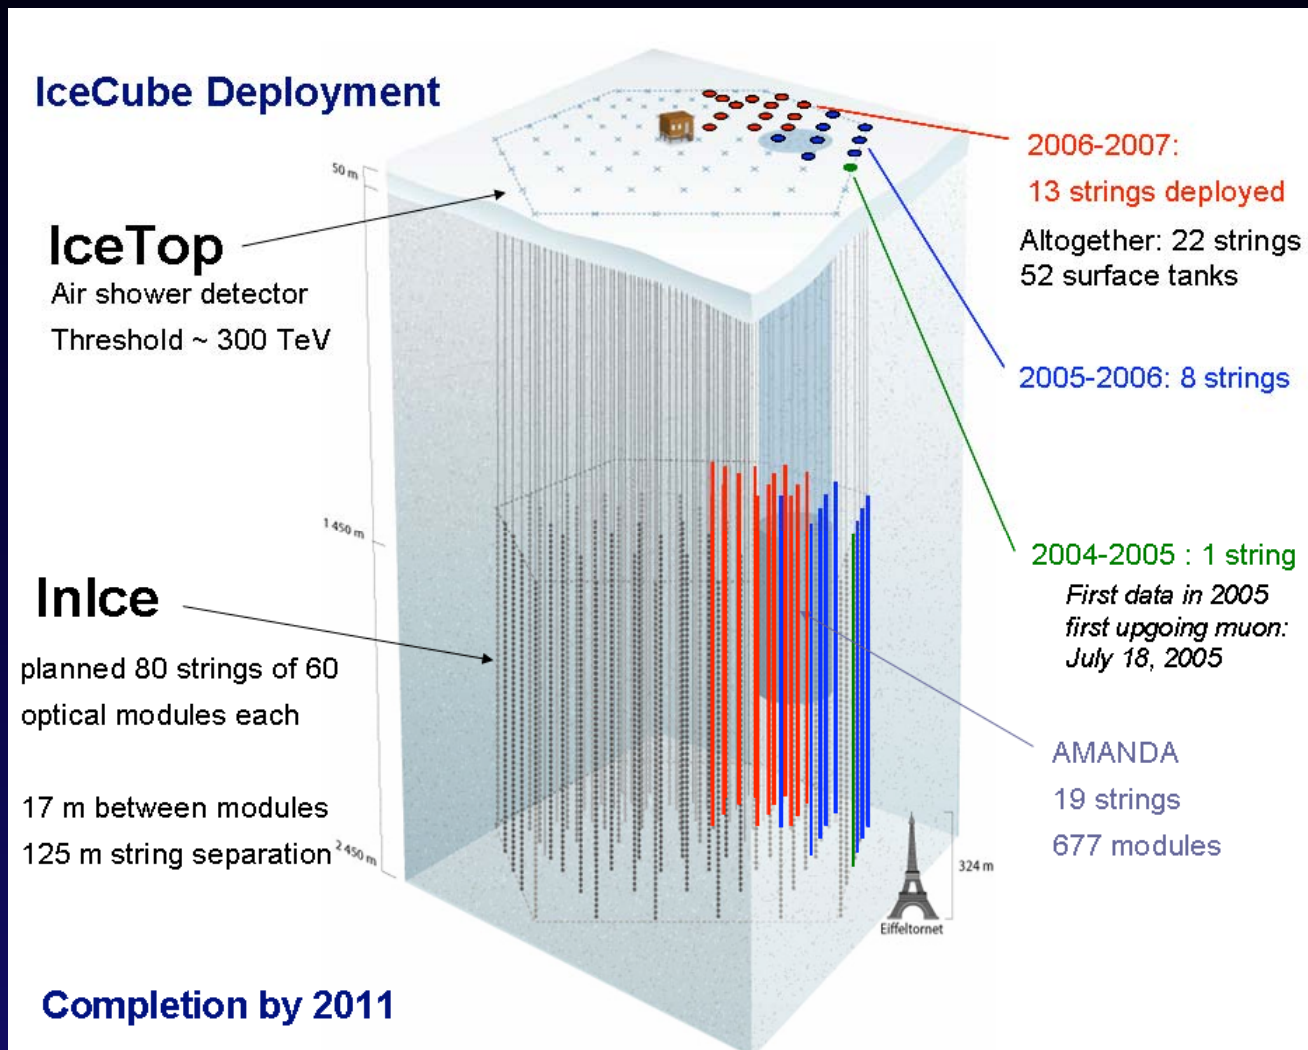 IceCube Deployment
50 m
IceTop
Air shower detector
Threshold ~ 300 TeV
2006-2007:
13 strings deployed
Altogether: 22 strings
52 surface tanks
2005-2006: 8 strings
1 450 m
2004-2005 : 1 string
First data in 2005
first upgoing muon:
July 18, 2005
InIce
planned 80 strings of 60
optical modules each
17 m between modules
125 m string separation
2 450 m
AMANDA
19 strings
677 modules
324 m
Eiffeltornet
Completion by 2011